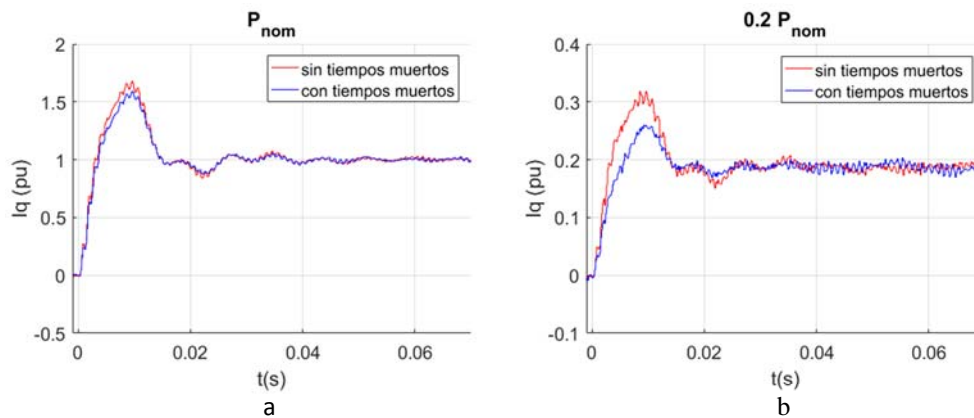 P_nom
2
1.5
1
0.5
0
-0.5
Iq (pu)
sin tiempos muertos
con tiempos muertos
0
0.02
0.04
0.06
t(s)
a
0.2 P_nom
0.4
0.3
0.2
0.1
0
-0.1
Iq (pu)
sin tiempos muertos
con tiempos muertos
0
0.02
0.04
0.06
t(s)
b